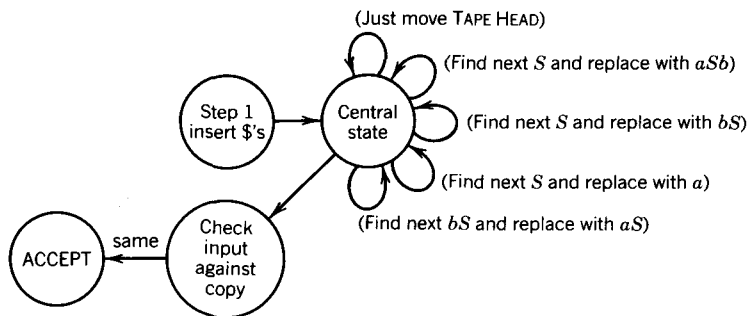 (Just move TAPE HEAD)
(Find next S and replace with aSb)
Step 1
insert $'s
Central
state
(Find next S and replace with bS)
(Find next S and replace with a)
(Find next bS and replace with aS)
Check
input
against
copy
same
ACCEPT